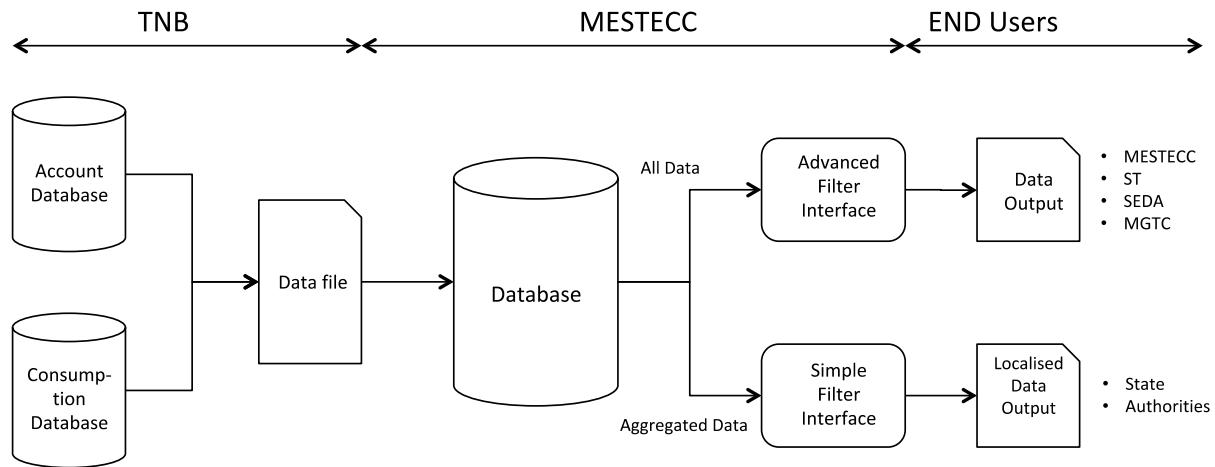 TNB
MESTECC
END Users
Account
Database
Consump-
tion
Database
Data file
Database
All Data
Aggregated Data
Advanced
Filter
Interface
Simple
Filter
Interface
Data
Output
• MESTECC
• ST
• SEDA
• MGTC
Localised
Data
Output
• State
• Authorities